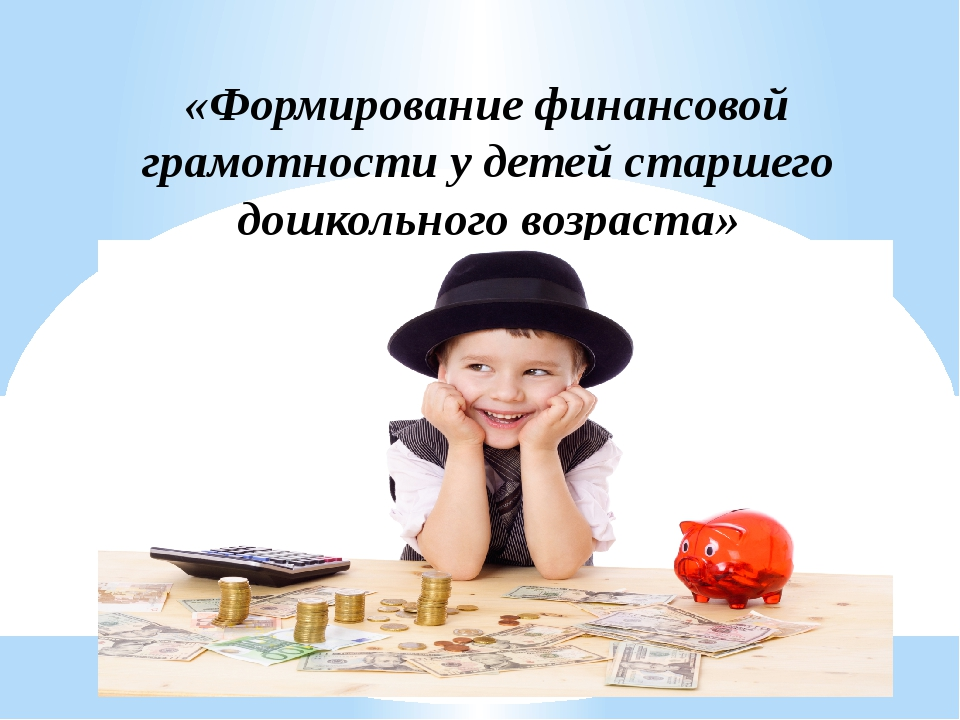 «Формирование финансовой
грамотности у детей старшего
дошкольного возраста»